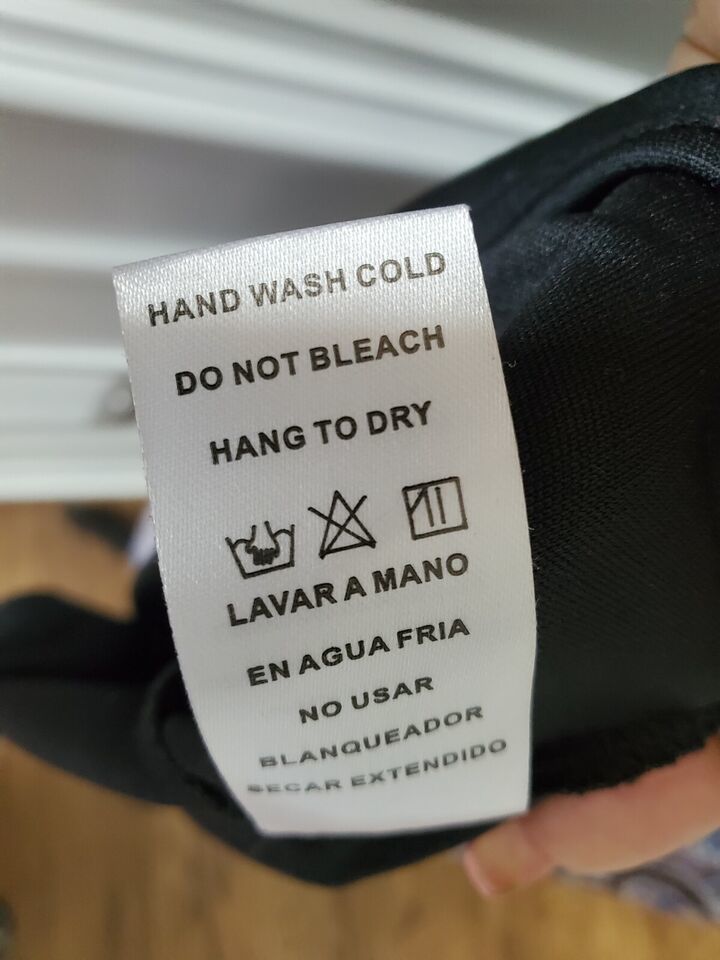 HAND WASH COLD
DO NOT BLEACH
HANG TO DRY
LAVAR A MANO
EN AGUA FRIA
NO USAR
BLANQUEADOR
SECAR EXTENDIDO